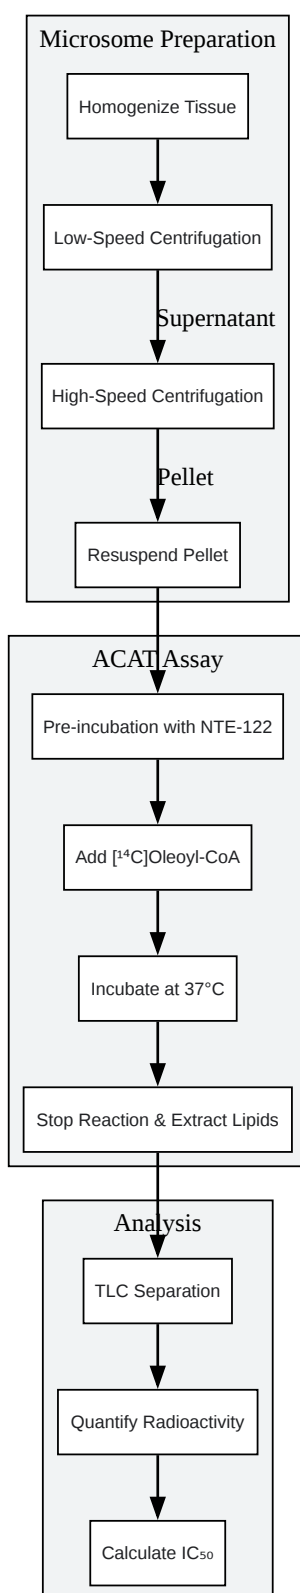 Microsome Preparation
Homogenize Tissue
Low-Speed Centrifugation
Supernatant
High-Speed Centrifugation
Pellet
Resuspend Pellet
ACAT Assay
Pre-incubation with NTE-122
Add [¹⁴C]Oleoyl-CoA
Incubate at 37°C
Stop Reaction & Extract Lipids
Analysis
TLC Separation
Quantify Radioactivity
Calculate IC₅₀